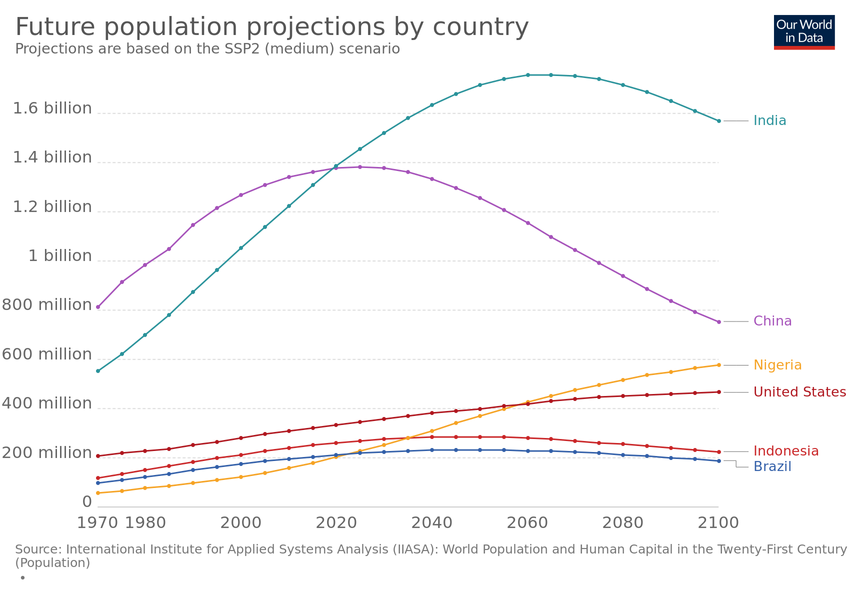 Future population projections by country
Projections are based on the SSP2 (medium) scenario
Our World
in Data
1.6 billion
1.4 billion
1.2 billion
1 billion
800 million
600 million
400 million
200 million
0
India
China
Nigeria
United States
Indonesia
Brazil
1970 1980 2000 2020 2040 2060 2080 2100
Source: International Institute for Applied Systems Analysis (IIASA): World Population and Human Capital in the Twenty-First Century
(Population)
•